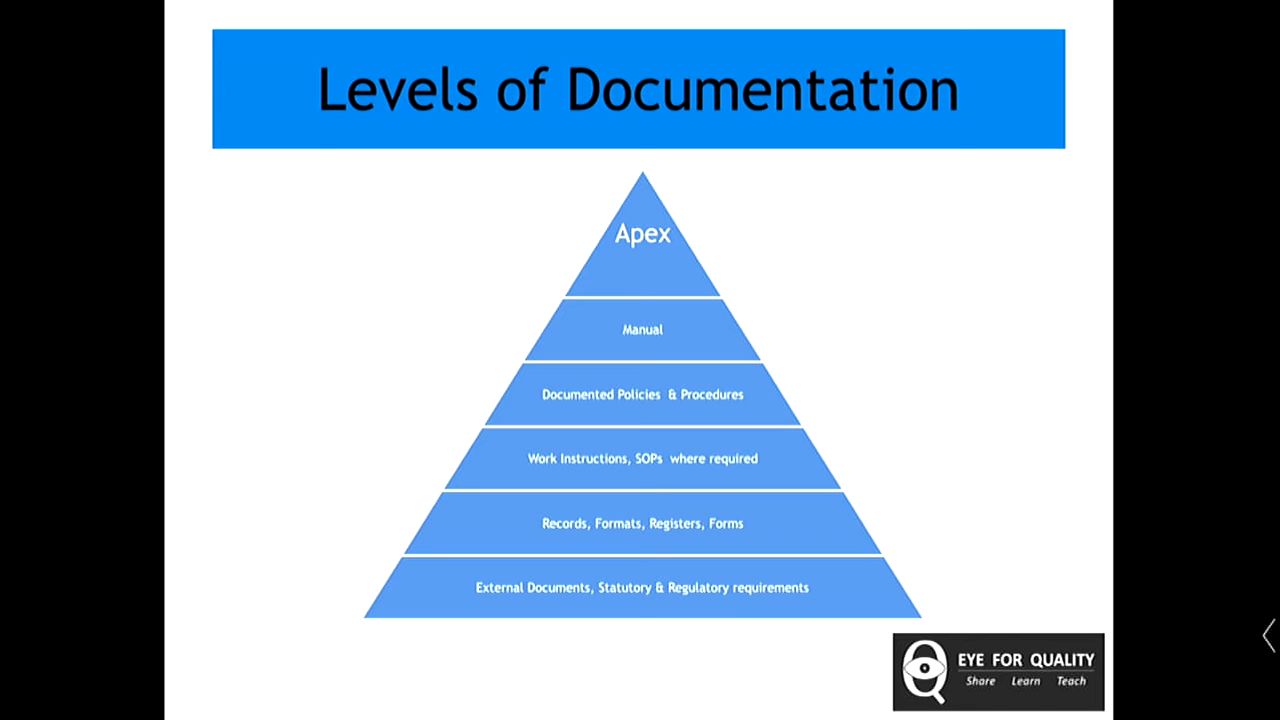 Levels of Documentation
Apex
Manual
Documented Policies & Procedures
Work Instructions, SOPs where required
Records, Formats, Registers, Forms
External Documents, Statutory & Regulatory requirements
EYE FOR QUALITY
Share Learn Teach